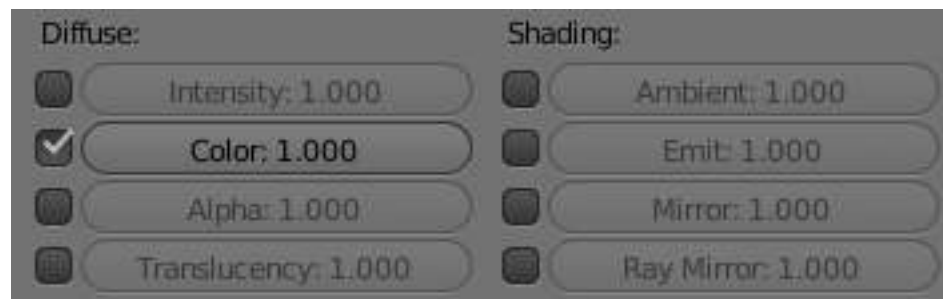 Diffuse: Shading:
Intensity: 1.000 Ambient: 1.000
Color: 1.000 Emit: 1.000
Alpha: 1.000 Mirror: 1.000
Translucency: 1.000 Ray Mirror: 1.000